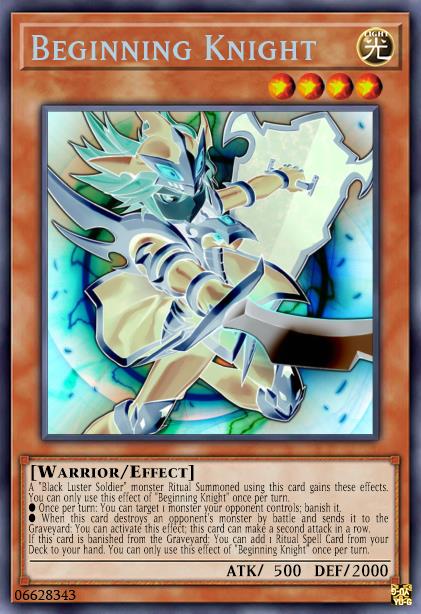 BEGINNING KNIGHT
LIGHT
光
[WARRIOR/EFFECT]
A "Black Luster Soldier" monster Ritual Summoned using this card gains these effects.
You can only use this effect of "Beginning Knight" once per turn.
● Once per turn: You can target 1 monster your opponent controls; banish it.
● When this card destroys an opponent's monster by battle and sends it to the
Graveyard: You can activate this effect; this card can make a second attack in a row.
If this card is banished from the Graveyard: You can add 1 Ritual Spell Card from your
Deck to your hand. You can only use this effect of "Beginning Knight" once per turn.
ATK/ 500 DEF/2000
06628343